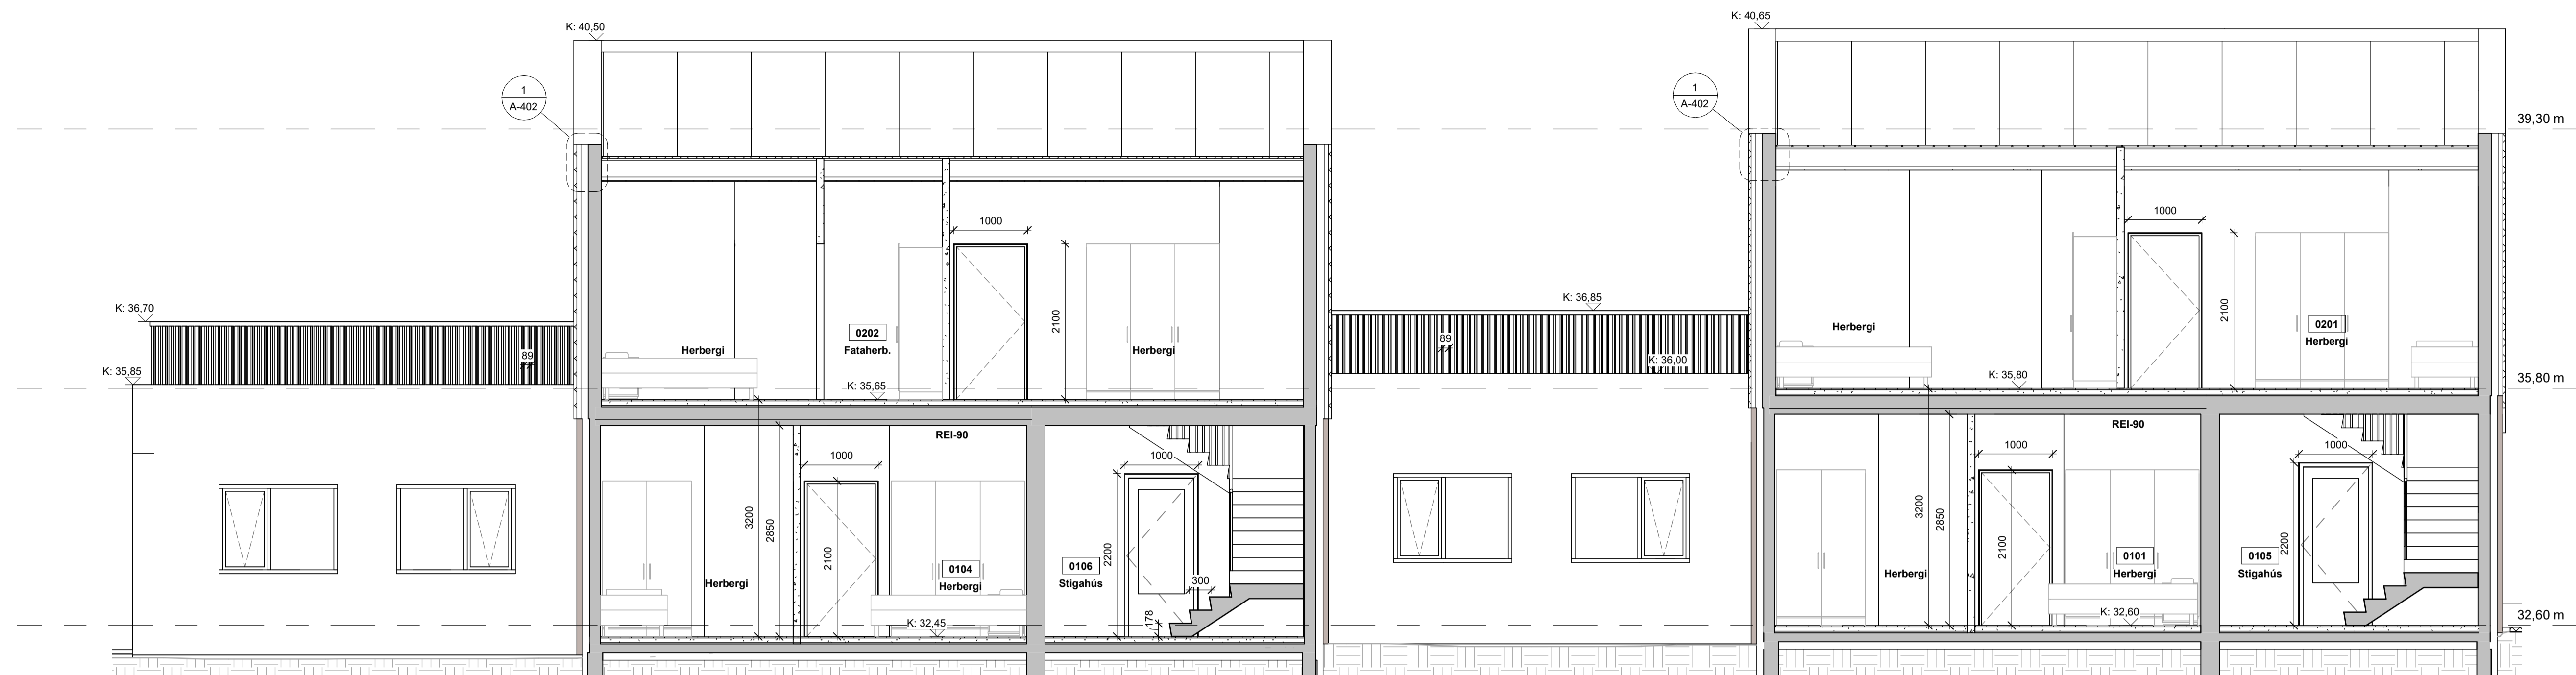 K: 40,50
K: 40,65
1
A-402
1
A-402
39,30 m
1000
1000
K: 36,70
K: 36,85
2100
2100
0202
Fataherb.
Herbergi
Herbergi
Herbergi
0201
Herbergi
89
89
K: 36,00
K: 35,85
K: 35,65
K: 35,80
35,80 m
REI-90
REI-90
1000
1000
1000
1000
3200
2850
2100
2200
3200
2850
2100
2200
Herbergi
0104
Herbergi
0106
Stigahús
300
178
Herbergi
0101
Herbergi
0105
Stigahús
K: 32,45
K: 32,60
32,60 m